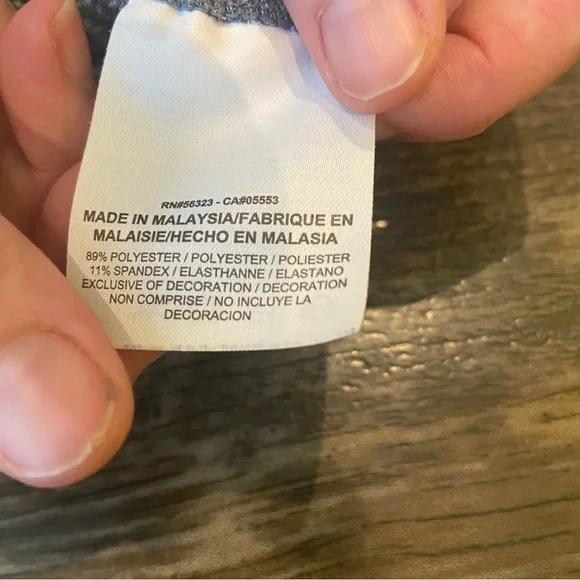 RN#56323 - CA#05553
MADE IN MALAYSIA/FABRIQUE EN
MALAISIE/HECHO EN MALASIA
89% POLYESTER / POLYESTER / POLIESTER
11% SPANDEX / ELASTHANNE / ELASTANO
EXCLUSIVE OF DECORATION / DECORATION
NON COMPRISE / NO INCLUYE LA
DECORACION